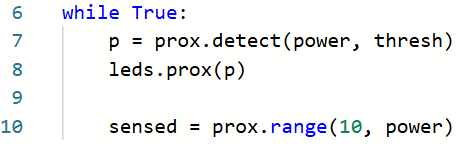 6 while True:
7     p = prox.detect(power, thresh)
8     leds.prox(p)
9
10     sensed = prox.range(10, power)